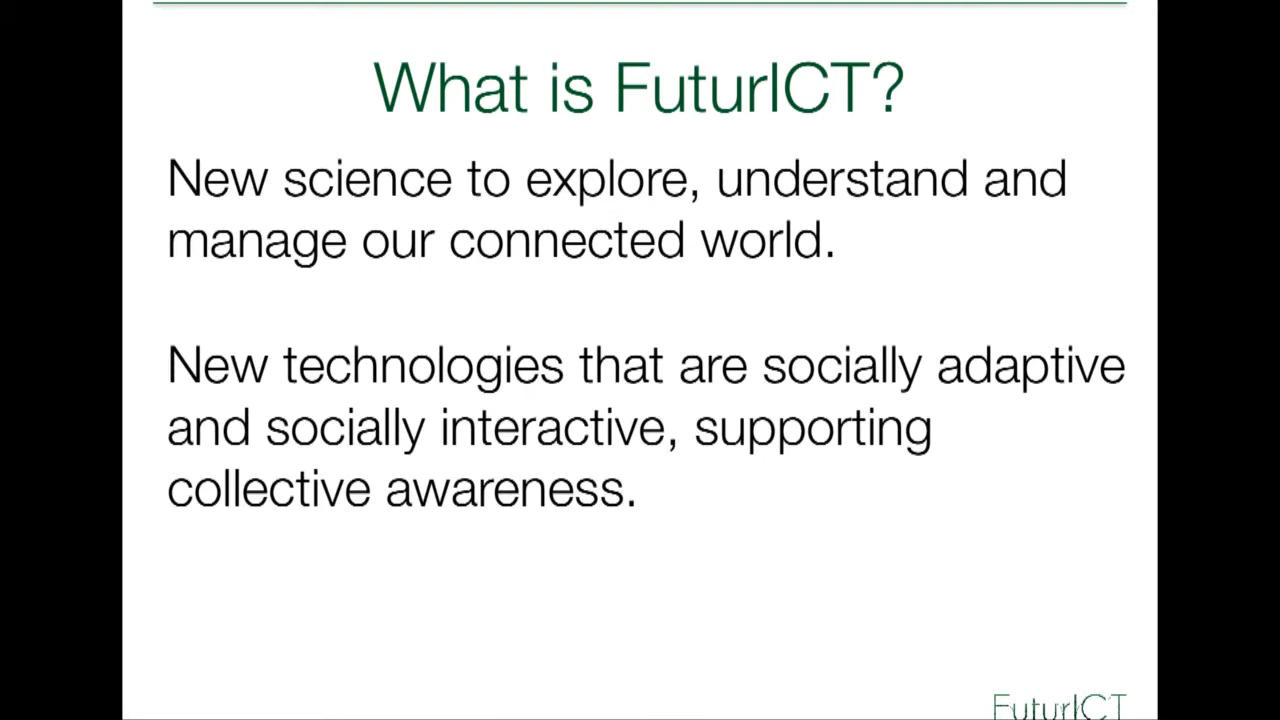 What is FuturICT?
New science to explore, understand and
manage our connected world.
New technologies that are socially adaptive
and socially interactive, supporting
collective awareness.
FuturICT